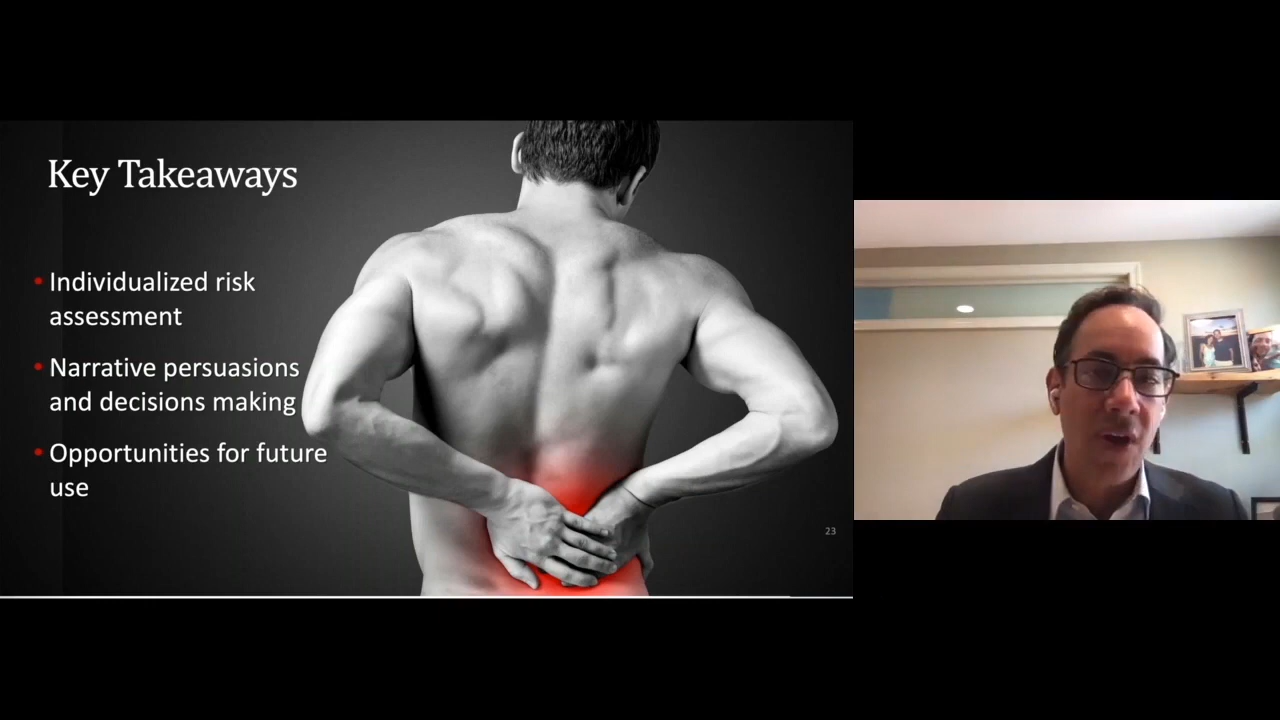 Key Takeaways
• Individualized risk
assessment
• Narrative persuasions
and decisions making
• Opportunities for future
use
23